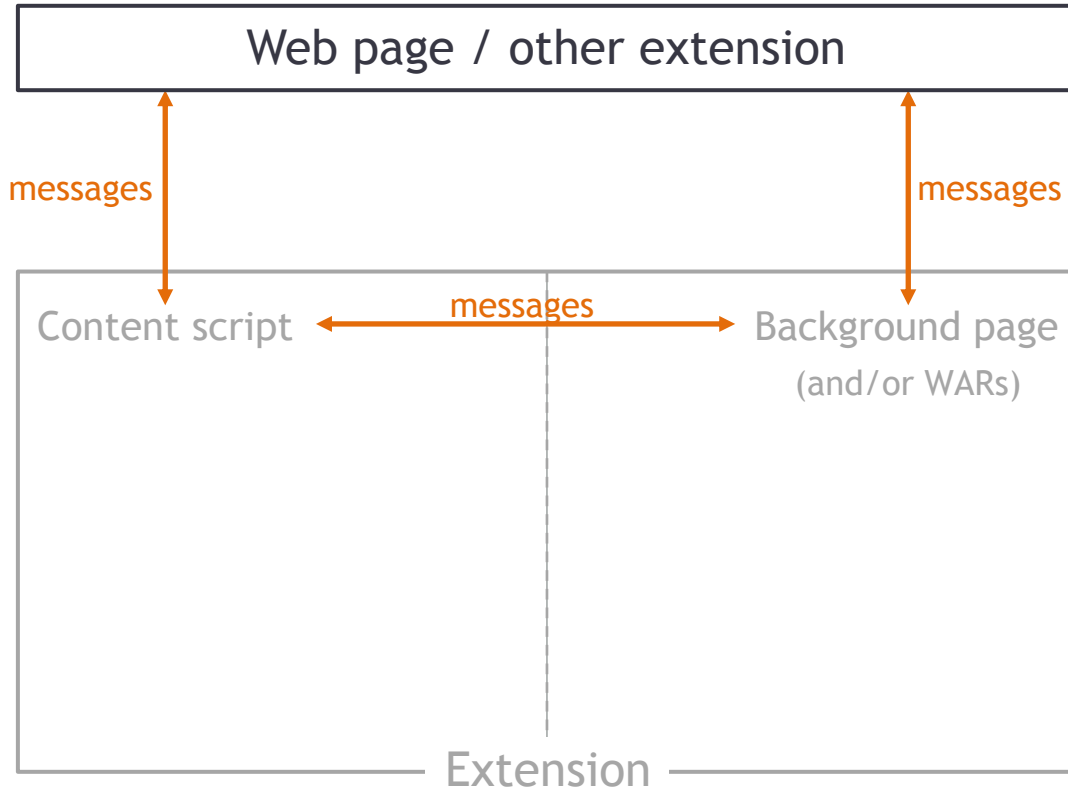 Web page / other extension
messages
messages
messages
Content script
Background page
(and/or WARs)
Extension